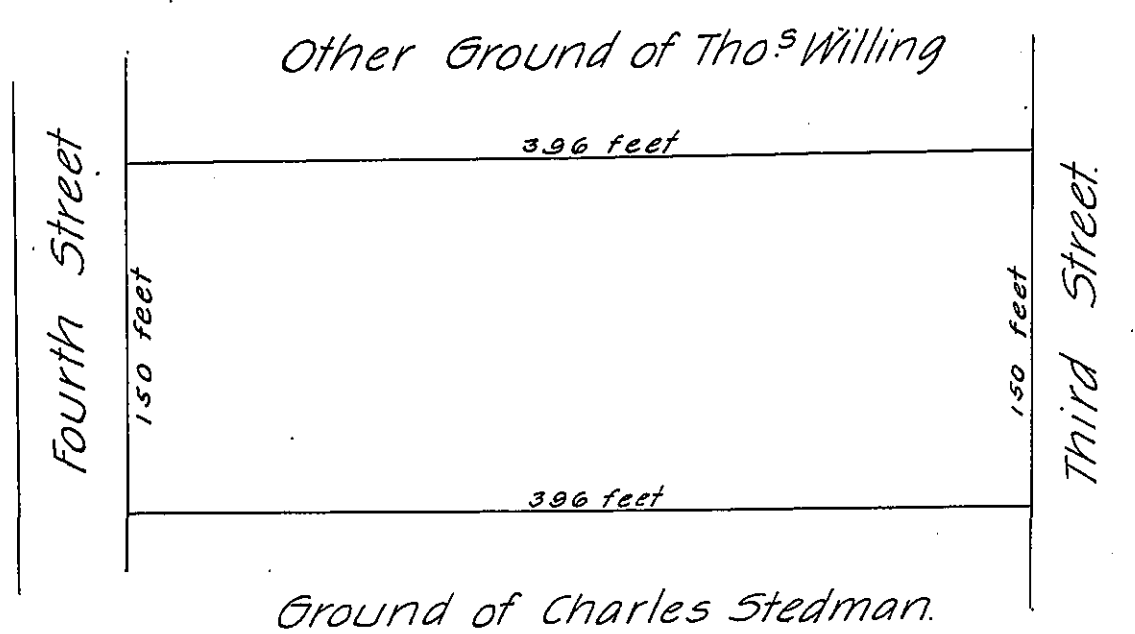 Other Ground of Tho.s Willing
396 feet
Fourth Street
150 feet
150 feet
Third Street.
396 feet
Ground of Charles Stedman.